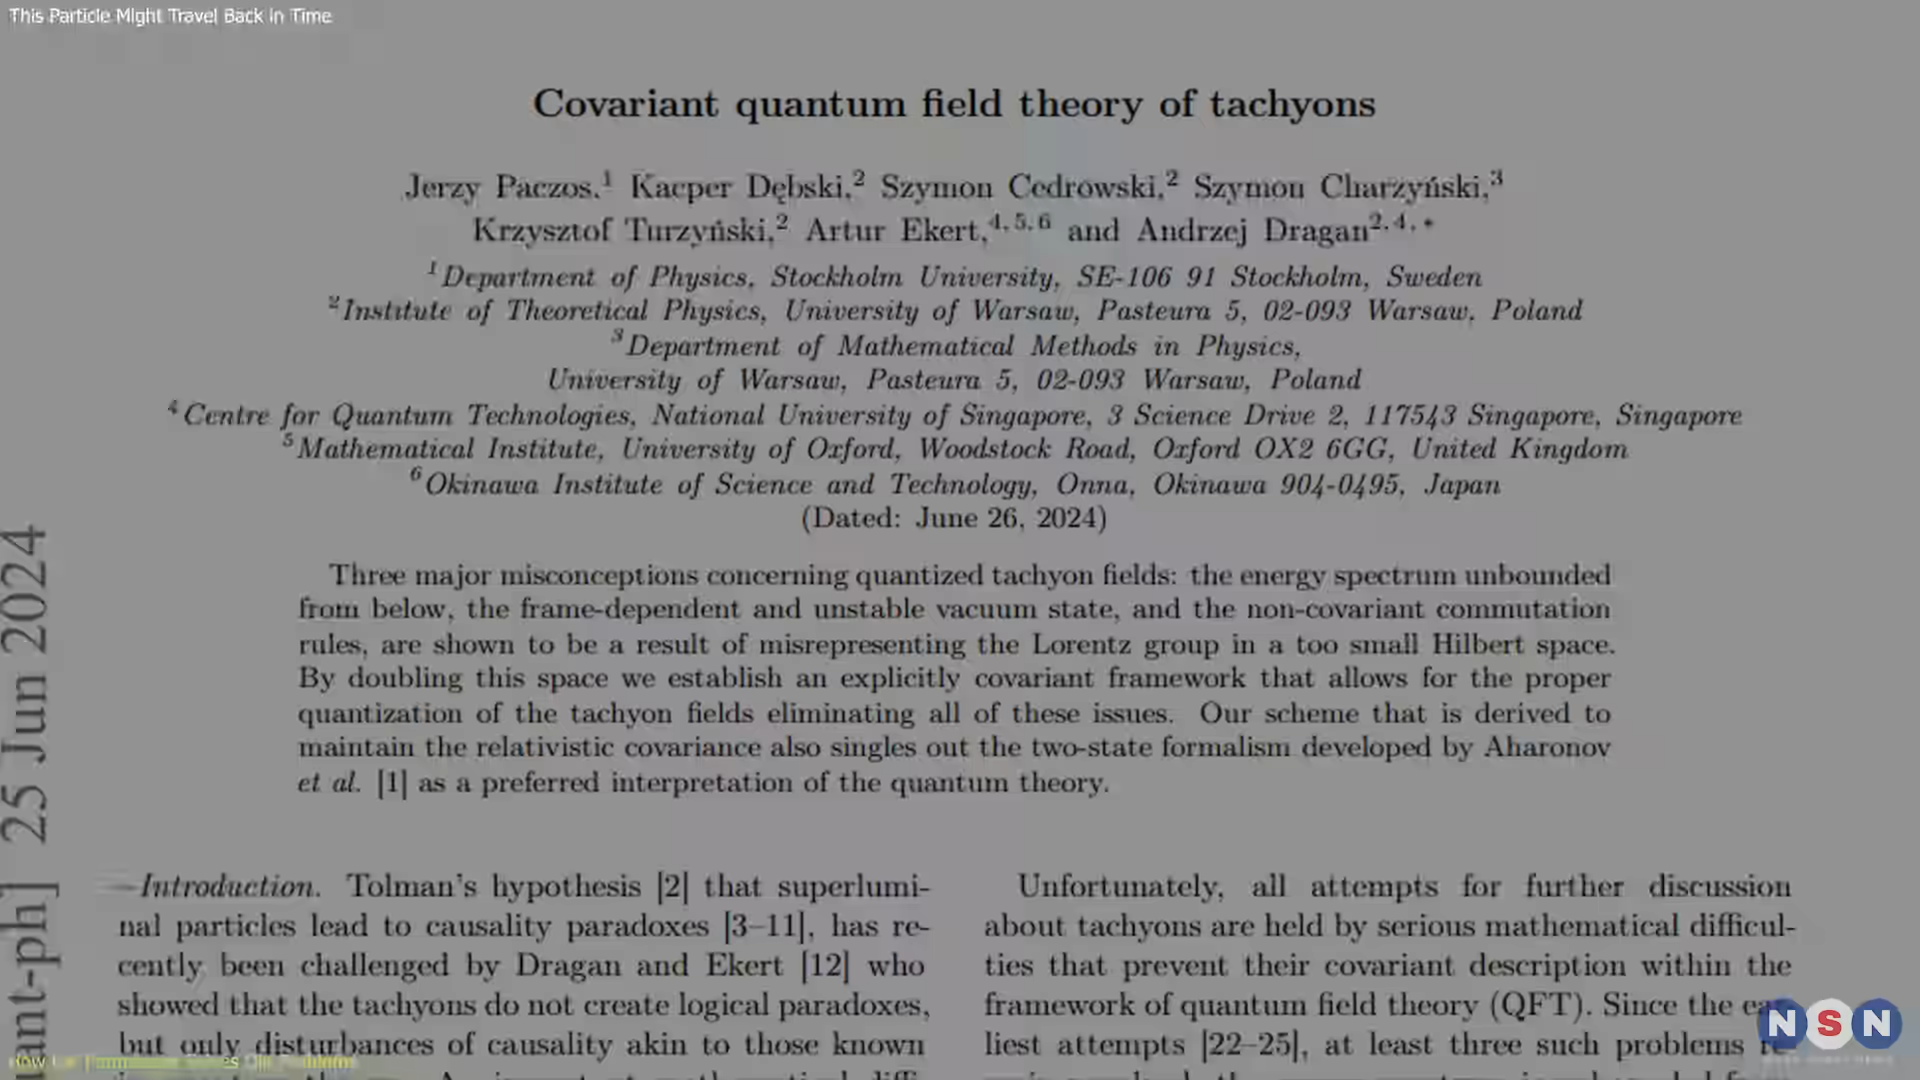 This Particle Might Travel Back in Time
Covariant quantum field theory of tachyons
Jerzy Paczos,1 Kacper Dębski,2 Szymon Cedrowski,2 Szymon Charzyński,3
Krzysztof Turzyński,2 Artur Ekert,4,5,6 and Andrzej Dragan2,4,*
1Department of Physics, Stockholm University, SE-106 91 Stockholm, Sweden
2Institute of Theoretical Physics, University of Warsaw, Pasteura 5, 02-093 Warsaw, Poland
3Department of Mathematical Methods in Physics,
University of Warsaw, Pasteura 5, 02-093 Warsaw, Poland
4Centre for Quantum Technologies, National University of Singapore, 3 Science Drive 2, 117543 Singapore, Singapore
5Mathematical Institute, University of Oxford, Woodstock Road, Oxford OX2 6GG, United Kingdom
6Okinawa Institute of Science and Technology, Onna, Okinawa 904-0495, Japan
(Dated: June 26, 2024)
Three major misconceptions concerning quantized tachyon fields: the energy spectrum unbounded
from below, the frame-dependent and unstable vacuum state, and the non-covariant commutation
rules, are shown to be a result of misrepresenting the Lorentz group in a too small Hilbert space.
By doubling this space we establish an explicitly covariant framework that allows for the proper
quantization of the tachyon fields eliminating all of these issues. Our scheme that is derived to
maintain the relativistic covariance also singles out the two-state formalism developed by Aharonov
et al. [1] as a preferred interpretation of the quantum theory.
Introduction. Tolman's hypothesis [2] that superlumi-
nal particles lead to causality paradoxes [3–11], has re-
cently been challenged by Dragan and Ekert [12] who
showed that the tachyons do not create logical paradoxes,
but only disturbances of causality akin to those known
Unfortunately, all attempts for further discussion
about tachyons are held by serious mathematical difficul-
ties that prevent their covariant description within the
framework of quantum field theory (QFT). Since the
liest attempts [22–25], at least three such problems
uant-ph] 25 Jun 2024
NSN